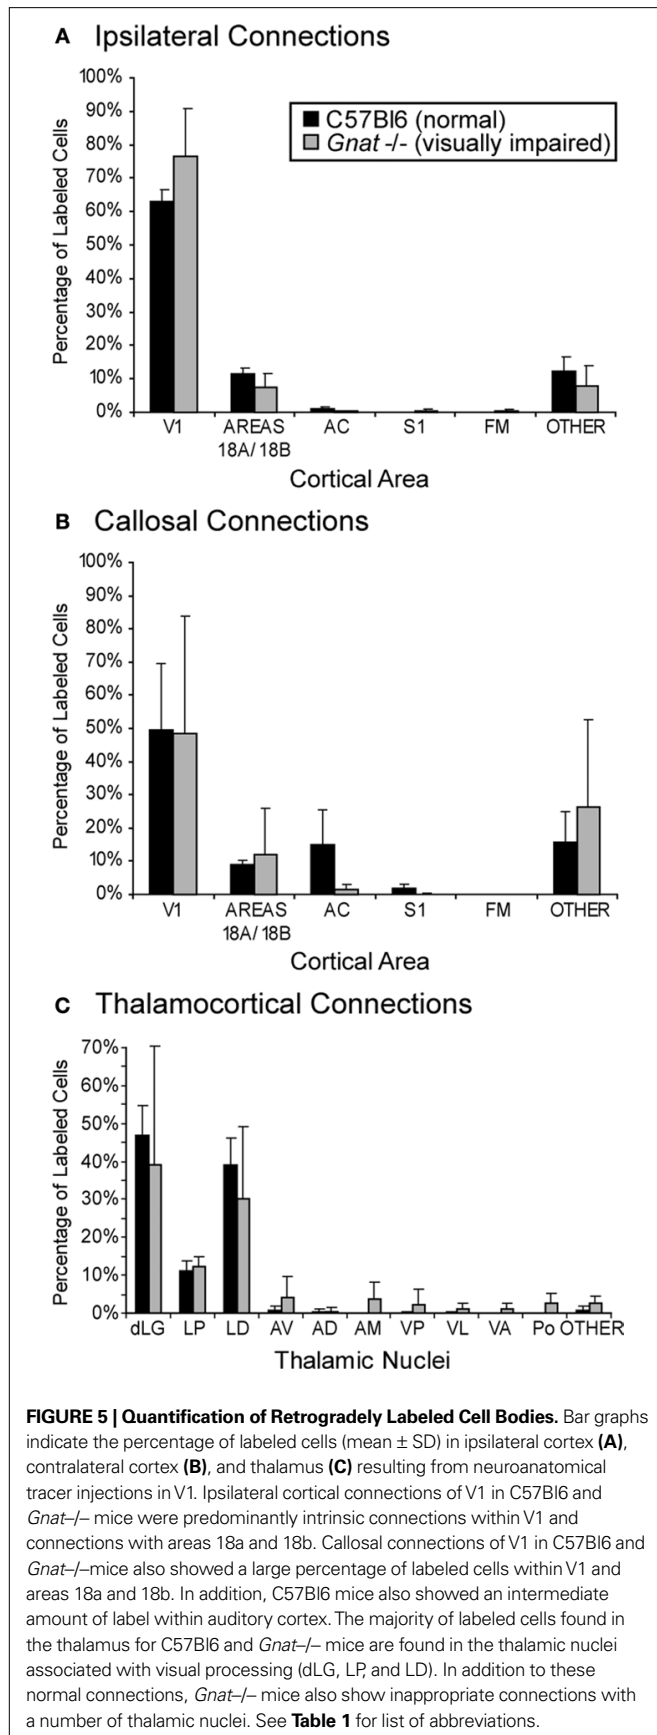 A Ipsilateral Connections
100%
90%
80%
70%
60%
50%
40%
30%
20%
10%
0%
Percentage of Labeled Cells
C57Bl6 (normal)
Gnat -/- (visually impaired)
V1 AREAS 18A/ 18B AC S1 FM OTHER
Cortical Area
B Callosal Connections
100%
90%
80%
70%
60%
50%
40%
30%
20%
10%
0%
Percentage of Labeled Cells
V1 AREAS 18A/ 18B AC S1 FM OTHER
Cortical Area
C Thalamocortical Connections
70%
60%
50%
40%
30%
20%
10%
0%
Percentage of Labeled Cells
dLG LP LD AV AD AM VP VL VA Po OTHER
Thalamic Nuclei
FIGURE 5 | Quantification of Retrogradely Labeled Cell Bodies. Bar graphs
indicate the percentage of labeled cells (mean ± SD) in ipsilateral cortex (A),
contralateral cortex (B), and thalamus (C) resulting from neuroanatomical
tracer injections in V1. Ipsilateral cortical connections of V1 in C57Bl6 and
Gnat–/– mice were predominantly intrinsic connections within V1 and
connections with areas 18a and 18b. Callosal connections of V1 in C57Bl6 and
Gnat–/–mice also showed a large percentage of labeled cells within V1 and
areas 18a and 18b. In addition, C57Bl6 mice also showed an intermediate
amount of label within auditory cortex. The majority of labeled cells found in
the thalamus for C57Bl6 and Gnat–/– mice are found in the thalamic nuclei
associated with visual processing (dLG, LP, and LD). In addition to these
normal connections, Gnat–/– mice also show inappropriate connections with
a number of thalamic nuclei. See Table 1 for list of abbreviations.